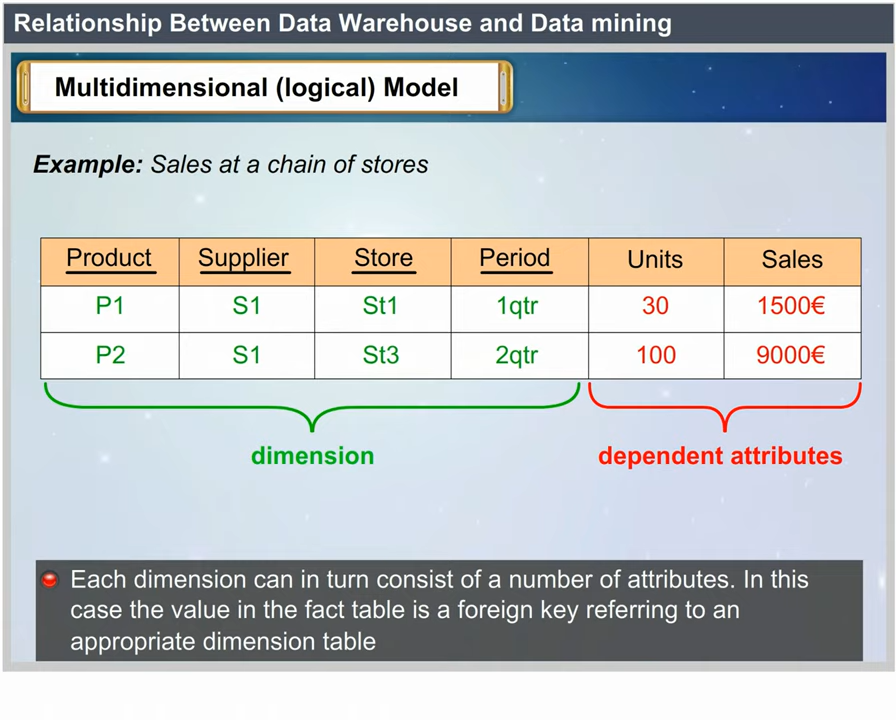 Relationship Between Data Warehouse and Data mining
Multidimensional (logical) Model
Example: Sales at a chain of stores
Product Supplier Store Period Units Sales
P1 S1 St1 1qtr 30 1500€
P2 S1 St3 2qtr 100 9000€
dimension dependent attributes
Each dimension can in turn consist of a number of attributes. In this
case the value in the fact table is a foreign key referring to an
appropriate dimension table